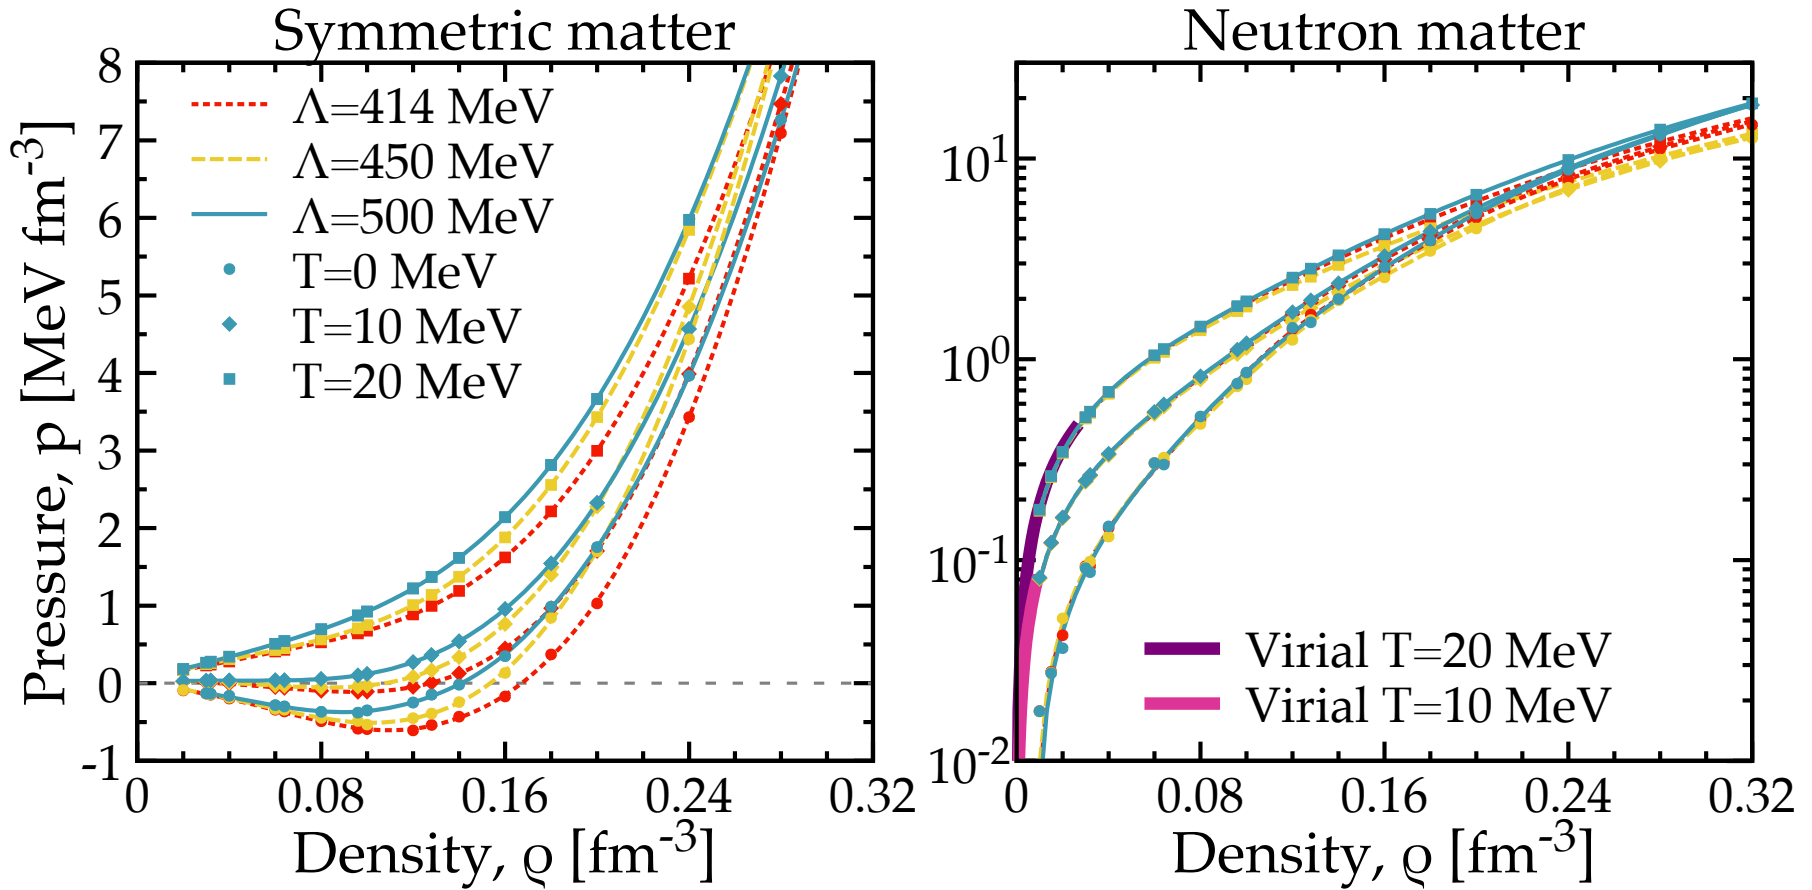 Symmetric matter
Neutron matter
Pressure, p [MeV fm⁻³]
8
7
6
5
4
3
2
1
0
-1
Λ=414 MeV
Λ=450 MeV
Λ=500 MeV
T=0 MeV
T=10 MeV
T=20 MeV
0 0.08 0.16 0.24 0.32
Density, ϱ [fm⁻³]
10¹
10⁰
10⁻¹
10⁻²
Virial T=20 MeV
Virial T=10 MeV
0 0.08 0.16 0.24 0.32
Density, ϱ [fm⁻³]